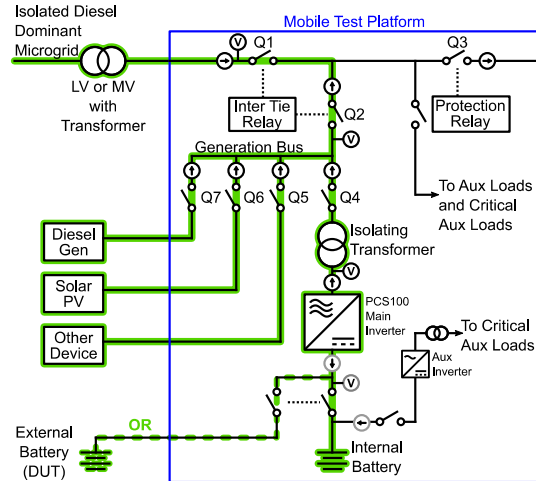 Isolated Diesel
Dominant
Microgrid
LV or MV
with
Transformer
Mobile Test Platform
V
Q1
Q3
Inter Tie
Relay
Q2
V
Protection
Relay
Generation Bus
Q7
Q6
Q5
Q4
To Aux Loads
and Critical
Aux Loads
Diesel
Gen
Solar
PV
Other
Device
Isolating
Transformer
V
PCS100
Main
Inverter
To Critical
Aux Loads
Aux
Inverter
V
OR
External
Battery
(DUT)
Internal
Battery